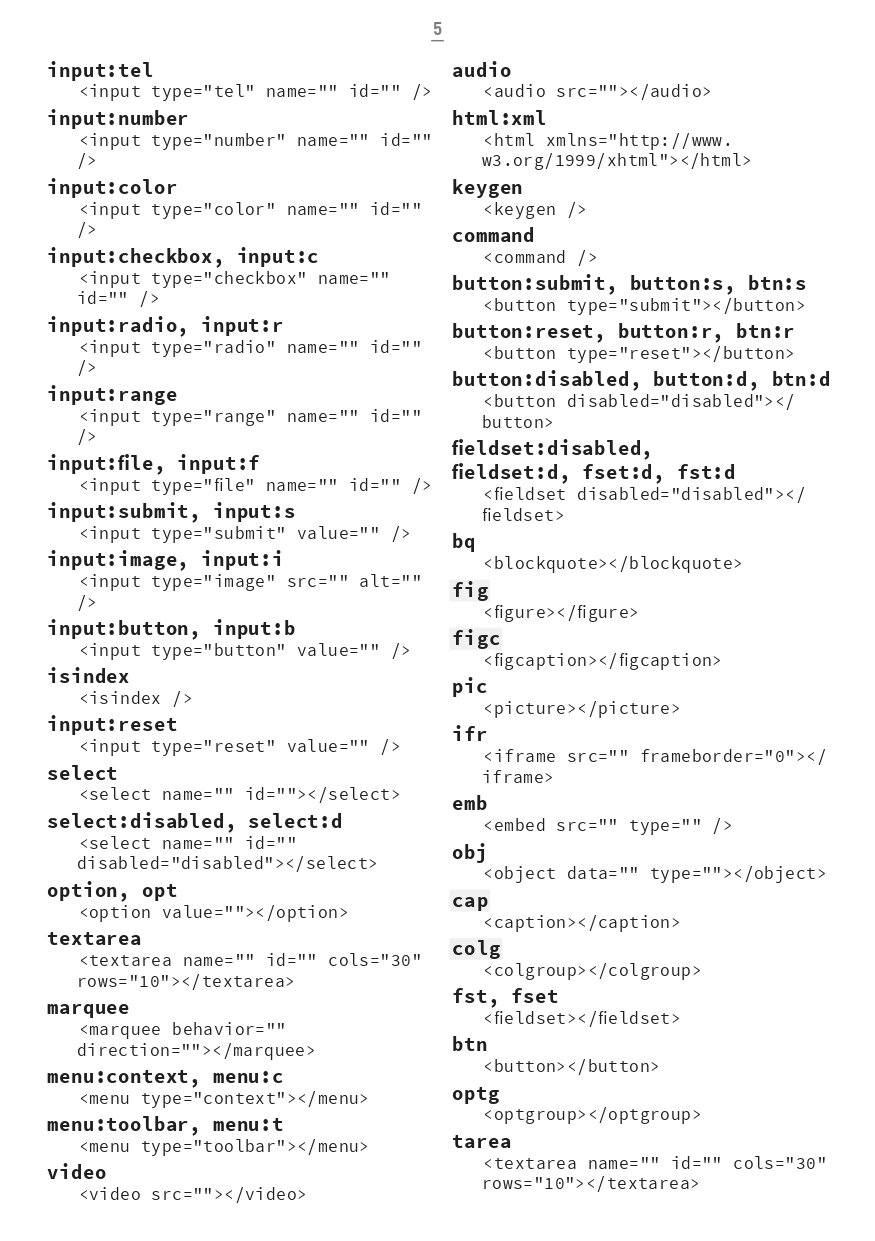 5
input:tel
<input type="tel" name="" id="" />
input:number
<input type="number" name="" id=""
/>
input:color
<input type="color" name="" id=""
/>
input:checkbox, input:c
<input type="checkbox" name=""
id="" />
input:radio, input:r
<input type="radio" name="" id=""
/>
input:range
<input type="range" name="" id=""
/>
input:file, input:f
<input type="file" name="" id="" />
input:submit, input:s
<input type="submit" value="" />
input:image, input:i
<input type="image" src="" alt=""
/>
input:button, input:b
<input type="button" value="" />
isindex
<isindex />
input:reset
<input type="reset" value="" />
select
<select name="" id=""></select>
select:disabled, select:d
<select name="" id=""
disabled="disabled"></select>
option, opt
<option value=""></option>
textarea
<textarea name="" id="" cols="30"
rows="10"></textarea>
marquee
<marquee behavior=""
direction=""></marquee>
menu:context, menu:c
<menu type="context"></menu>
menu:toolbar, menu:t
<menu type="toolbar"></menu>
video
<video src=""></video>
audio
<audio src=""></audio>
html:xml
<html xmlns="http://www.
w3.org/1999/xhtml"></html>
keygen
<keygen />
command
<command />
button:submit, button:s, btn:s
<button type="submit"></button>
button:reset, button:r, btn:r
<button type="reset"></button>
button:disabled, button:d, btn:d
<button disabled="disabled"></
button>
fieldset:disabled,
fieldset:d, fset:d, fst:d
<fieldset disabled="disabled"></
fieldset>
bq
<blockquote></blockquote>
fig
<figure></figure>
figc
<figcaption></figcaption>
pic
<picture></picture>
ifr
<iframe src="" frameborder="0"></
iframe>
emb
<embed src="" type="" />
obj
<object data="" type=""></object>
cap
<caption></caption>
colg
<colgroup></colgroup>
fst, fset
<fieldset></fieldset>
btn
<button></button>
optg
<optgroup></optgroup>
tarea
<textarea name="" id="" cols="30"
rows="10"></textarea>